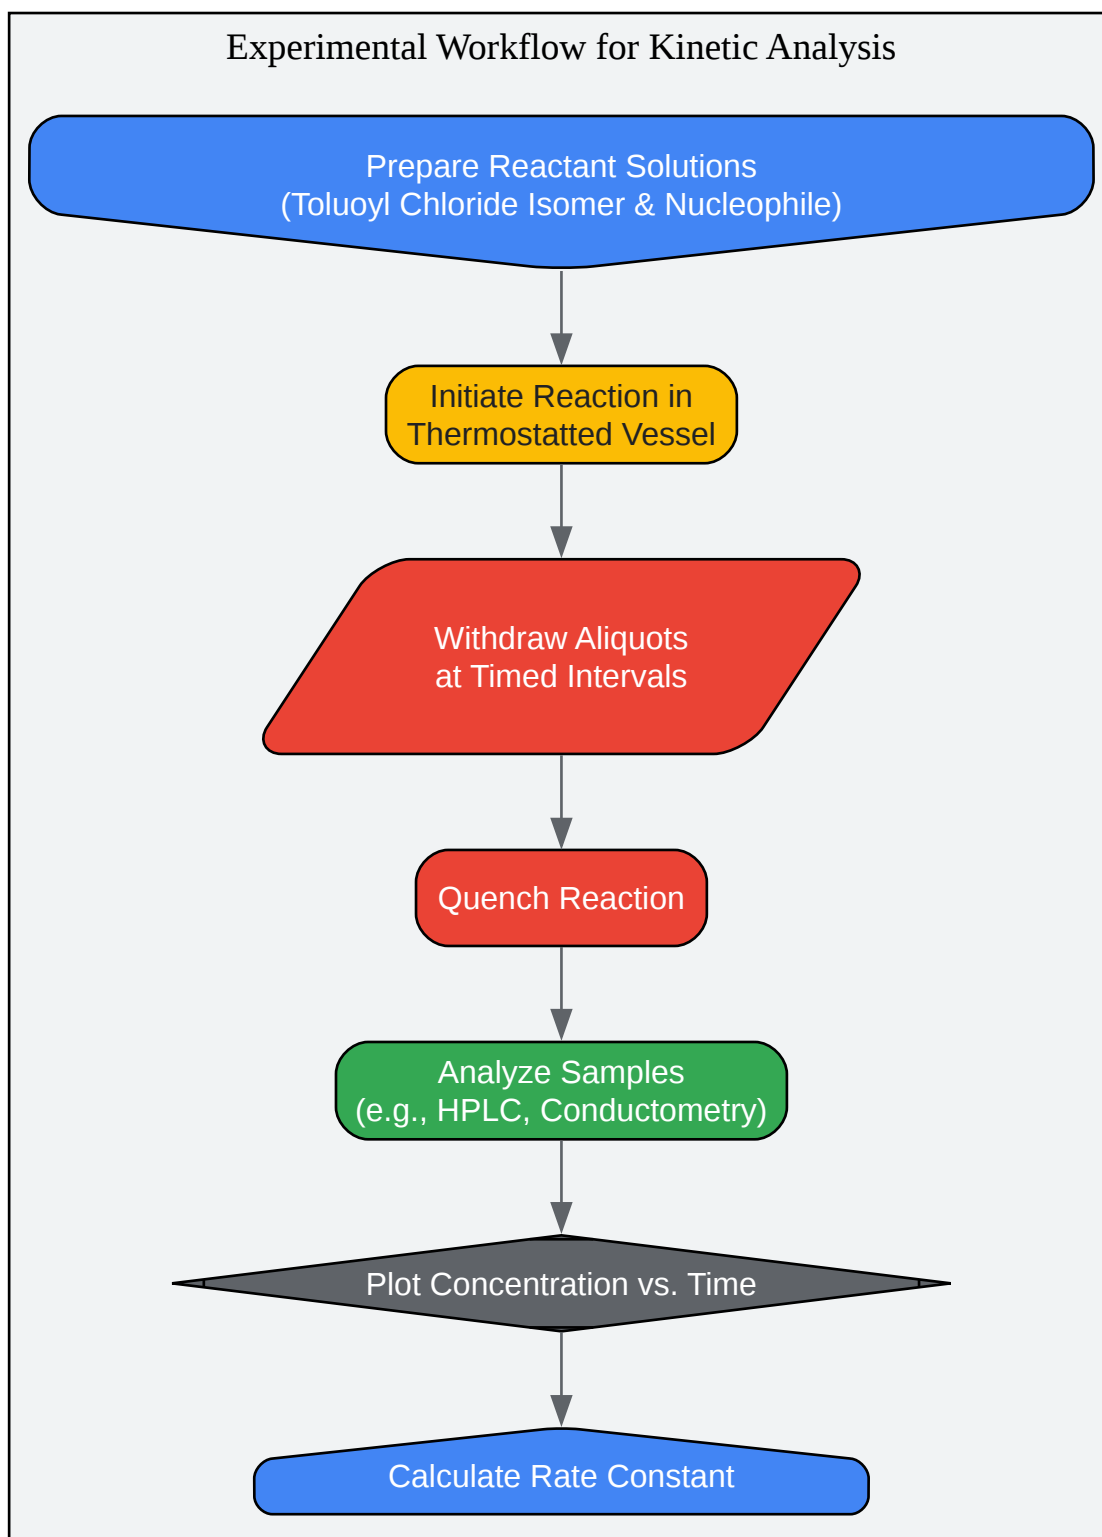 Experimental Workflow for Kinetic Analysis
Prepare Reactant Solutions
(Toluoyl Chloride Isomer & Nucleophile)
Initiate Reaction in
Thermostatted Vessel
Withdraw Aliquots
at Timed Intervals
Quench Reaction
Analyze Samples
(e.g., HPLC, Conductometry)
Plot Concentration vs. Time
Calculate Rate Constant